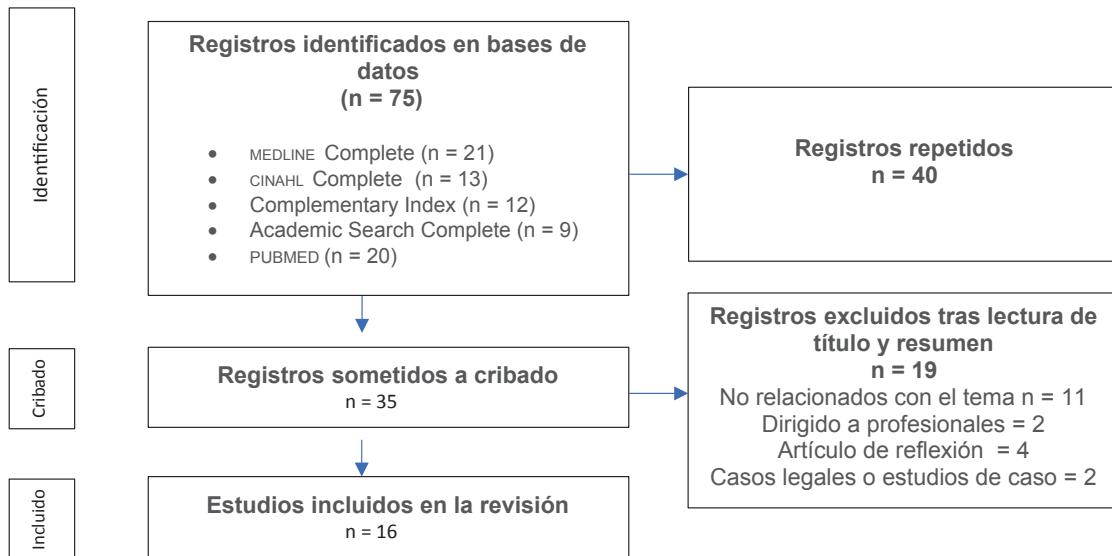 Identificación
Registros identificados en bases de
datos
(n = 75)
• MEDLINE Complete (n = 21)
• CINAHL Complete (n = 13)
• Complementary Index (n = 12)
• Academic Search Complete (n = 9)
• PUBMED (n = 20)
Registros repetidos
n = 40
Cribado
Registros sometidos a cribado
n = 35
Registros excluidos tras lectura de
título y resumen
n = 19
No relacionados con el tema n = 11
Dirigido a profesionales = 2
Artículo de reflexión = 4
Casos legales o estudios de caso = 2
Incluido
Estudios incluidos en la revisión
n = 16